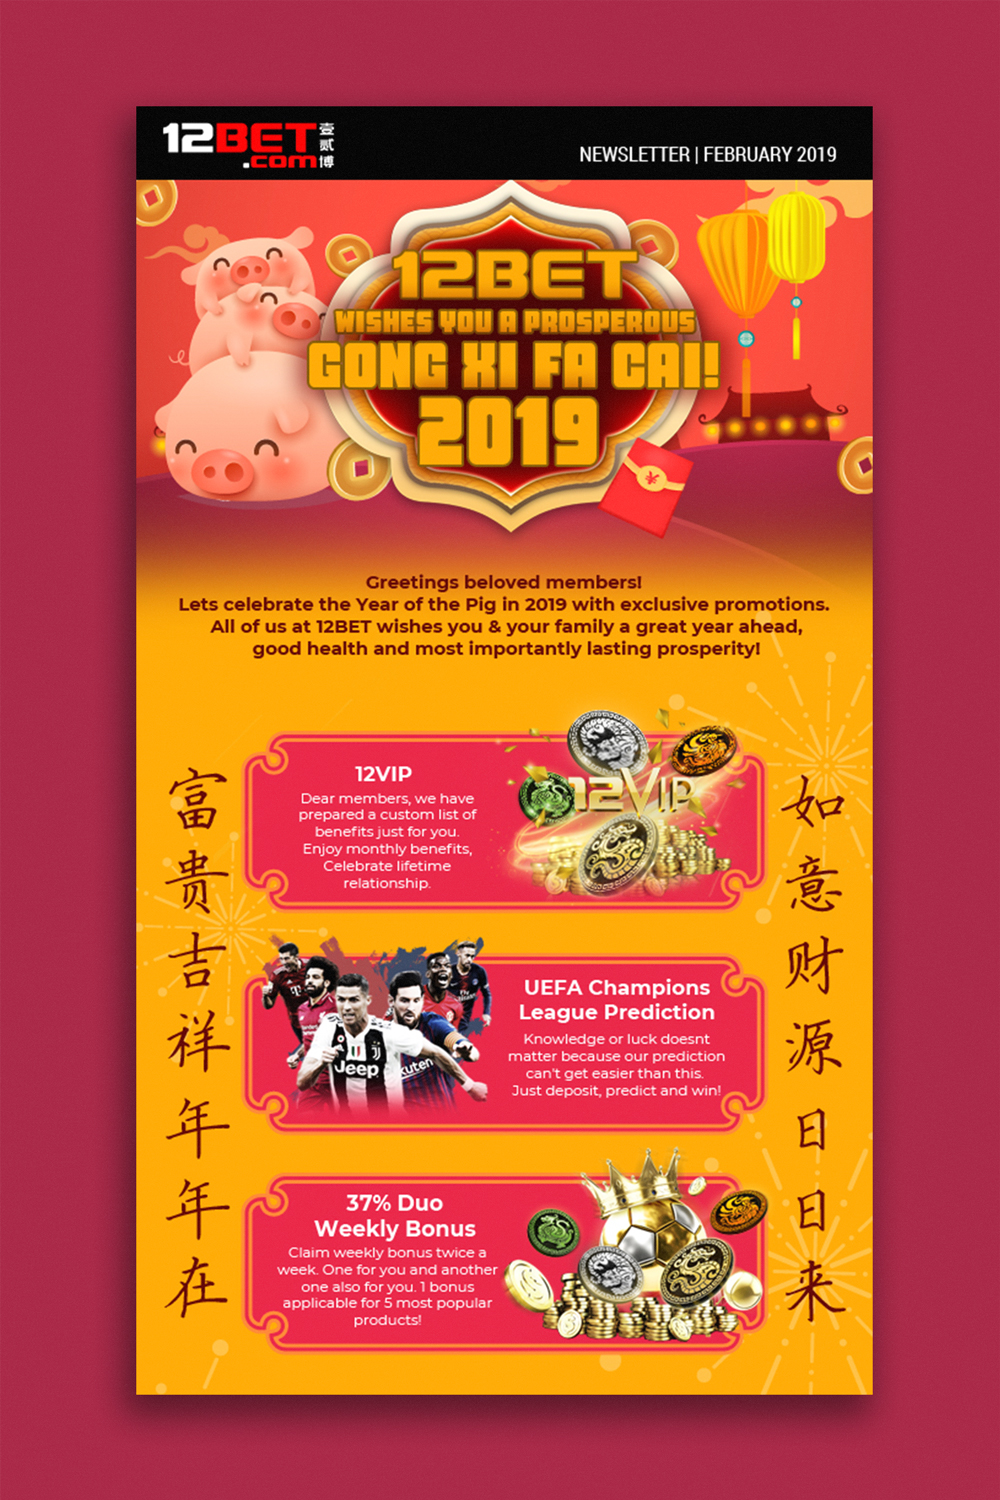 12BET壹贰博
.com
NEWSLETTER | FEBRUARY 2019
12BET
WISHES YOU A PROSPEROUS
GONG XI FA CAI!
2019
Greetings beloved members!
Lets celebrate the Year of the Pig in 2019 with exclusive promotions.
All of us at 12BET wishes you & your family a great year ahead,
good health and most importantly lasting prosperity!
富贵吉祥年年在
如意财源日日来
12VIP
Dear members, we have
prepared a custom list of
benefits just for you.
Enjoy monthly benefits,
Celebrate lifetime
relationship.
12VIP
UEFA Champions
League Prediction
Knowledge or luck doesnt
matter because our prediction
can't get easier than this.
Just deposit, predict and win!
Jeep
kuten
37% Duo
Weekly Bonus
Claim weekly bonus twice a
week. One for you and another
one also for you. 1 bonus
applicable for 5 most popular
products!